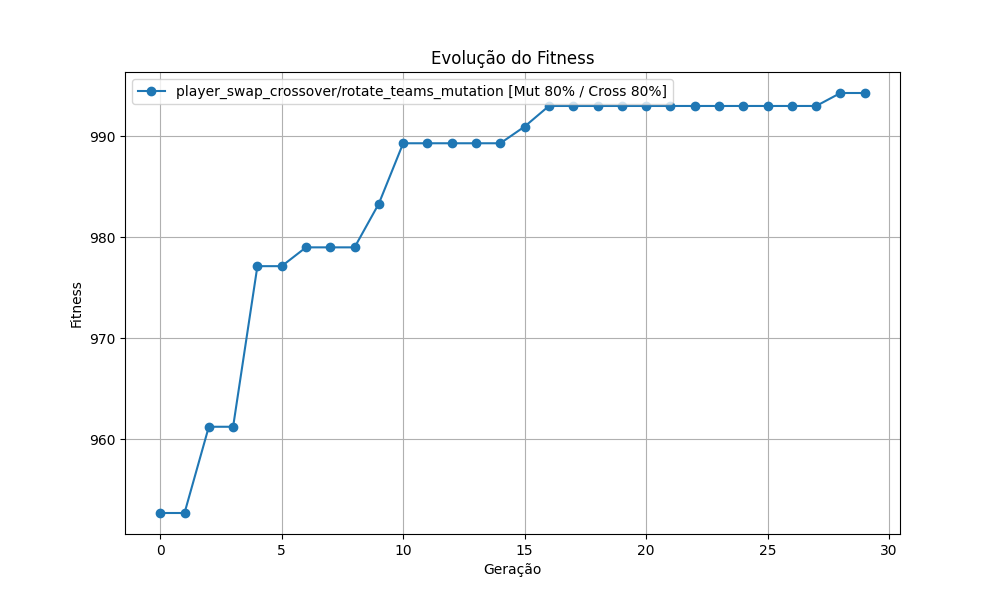 Evolução do Fitness
player_swap_crossover/rotate_teams_mutation [Mut 80% / Cross 80%]
Fitness
990
980
970
960
0 5 10 15 20 25 30
Geração